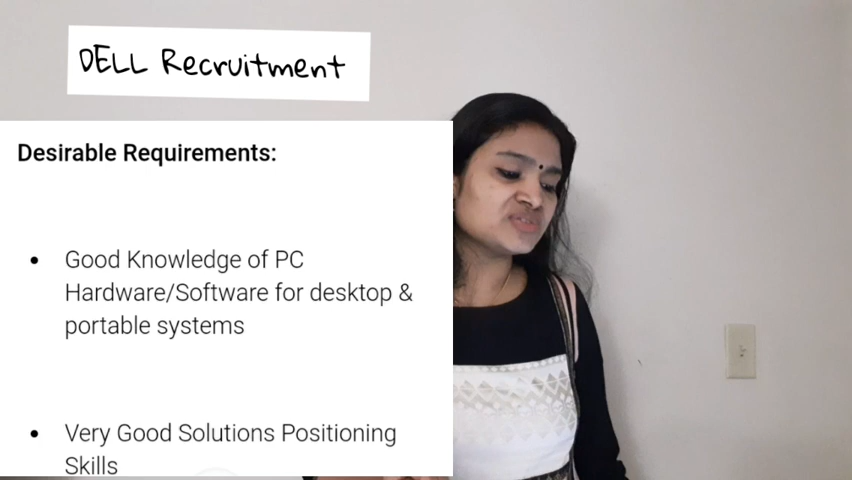 DELL Recruitment
Desirable Requirements:
• Good Knowledge of PC
Hardware/Software for desktop &
portable systems
• Very Good Solutions Positioning
Skills